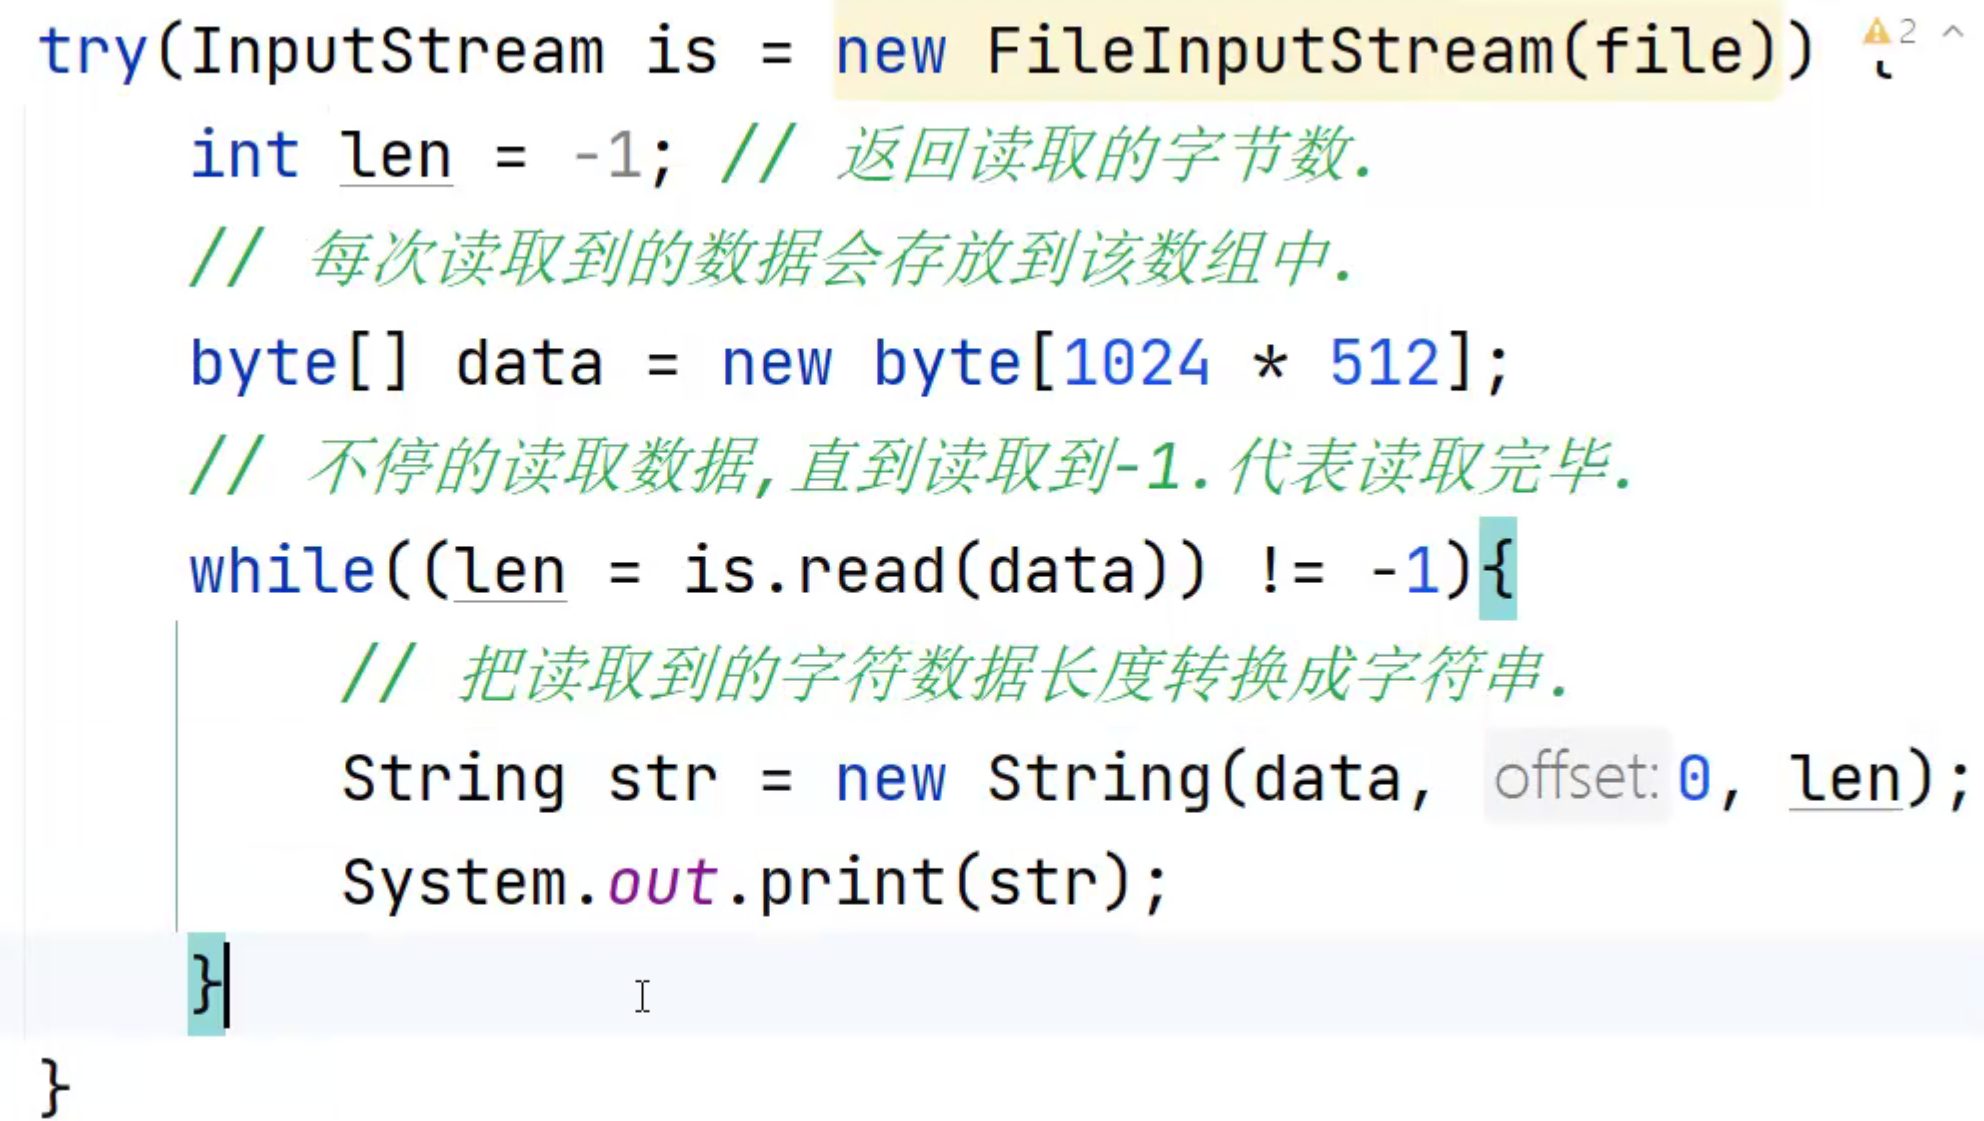 try(InputStream is = new FileInputStream(file)) {
2
int len = -1; // 返回读取的字节数.
// 每次读取到的数据会存放到该数组中.
byte[] data = new byte[1024 * 512];
// 不停的读取数据,直到读取到-1.代表读取完毕.
while((len = is.read(data)) != -1){
// 把读取到的字符数据长度转换成字符串.
String str = new String(data, offset: 0, len);
System.out.print(str);
}
}